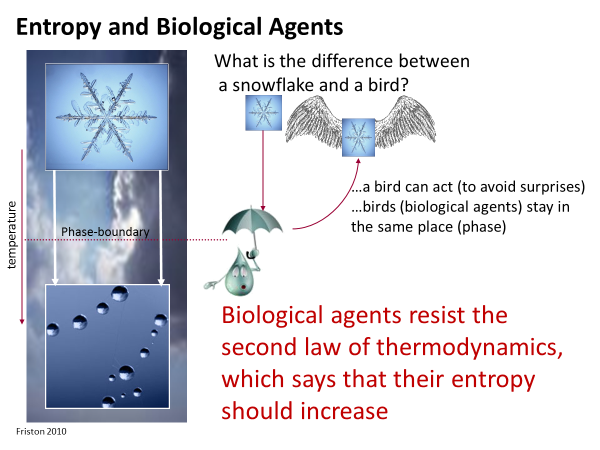 Entropy and Biological Agents
What is the difference between
a snowflake and a bird?
temperature
Phase-boundary
…a bird can act (to avoid surprises)
…birds (biological agents) stay in
the same place (phase)
Biological agents resist the
second law of thermodynamics,
which says that their entropy
should increase
Friston 2010